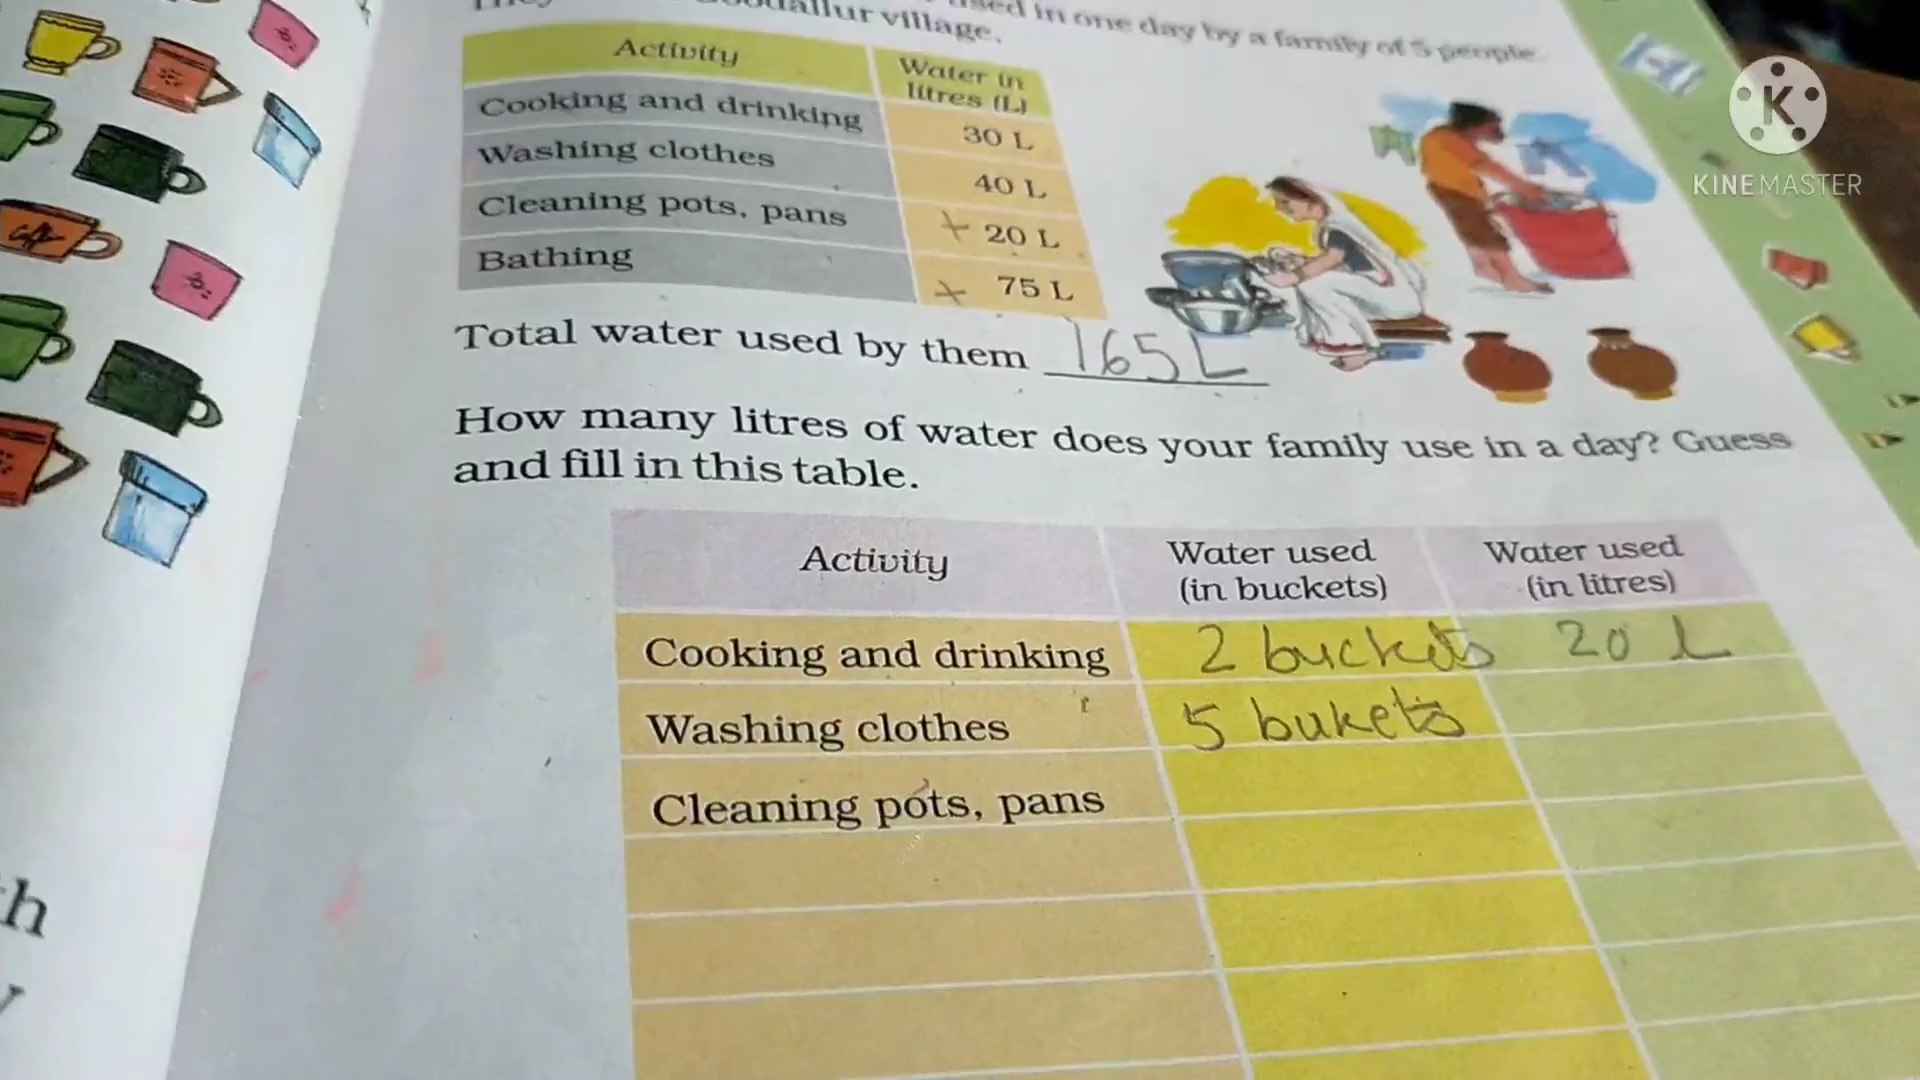 used in one day by a family of 5 people.
village.
Activity
Water in
litres (L)
Cooking and drinking
30 L
Washing clothes
40 L
Cleaning pots, pans
+ 20 L
Bathing
+ 75 L
Total water used by them 165 L
How many litres of water does your family use in a day? Guess
and fill in this table.
Activity
Water used
(in buckets)
Water used
(in litres)
Cooking and drinking
2 buckets
20 L
Washing clothes
5 bukets
Cleaning pots, pans
K
KINEMASTER